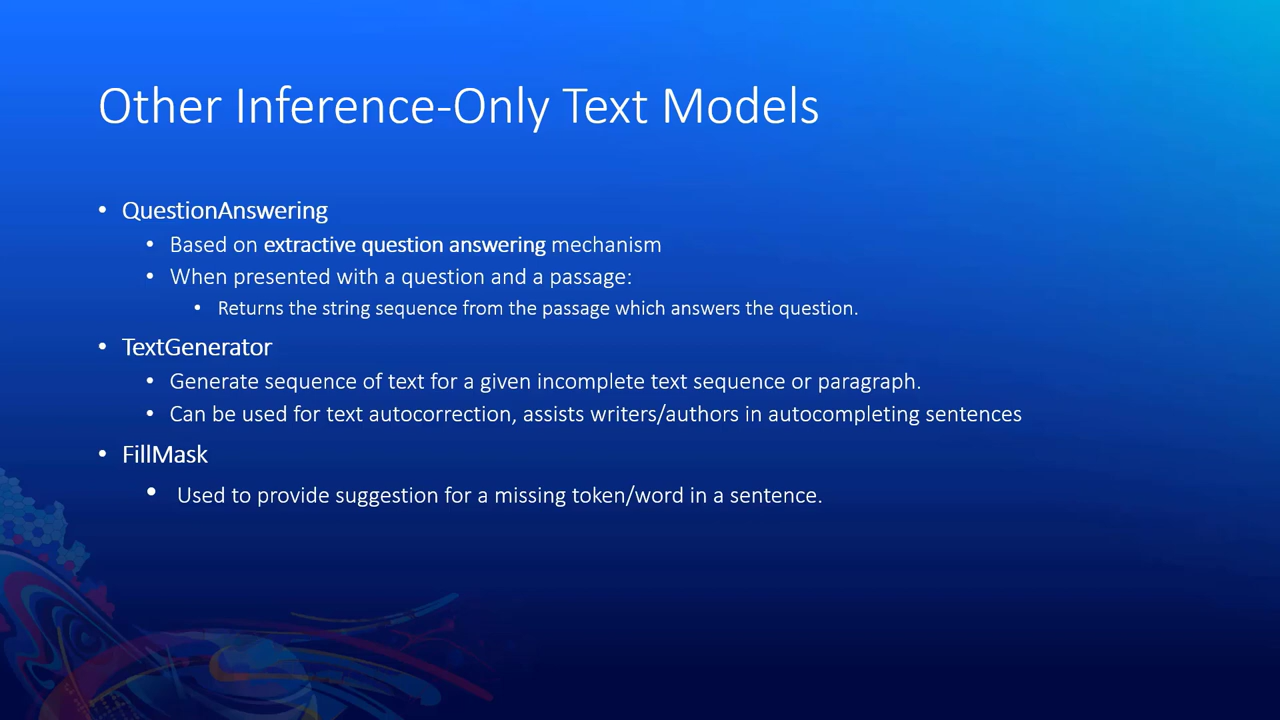 Other Inference-Only Text Models
• QuestionAnswering
• Based on extractive question answering mechanism
• When presented with a question and a passage:
• Returns the string sequence from the passage which answers the question.
• TextGenerator
• Generate sequence of text for a given incomplete text sequence or paragraph.
• Can be used for text autocorrection, assists writers/authors in autocompleting sentences
• FillMask
• Used to provide suggestion for a missing token/word in a sentence.